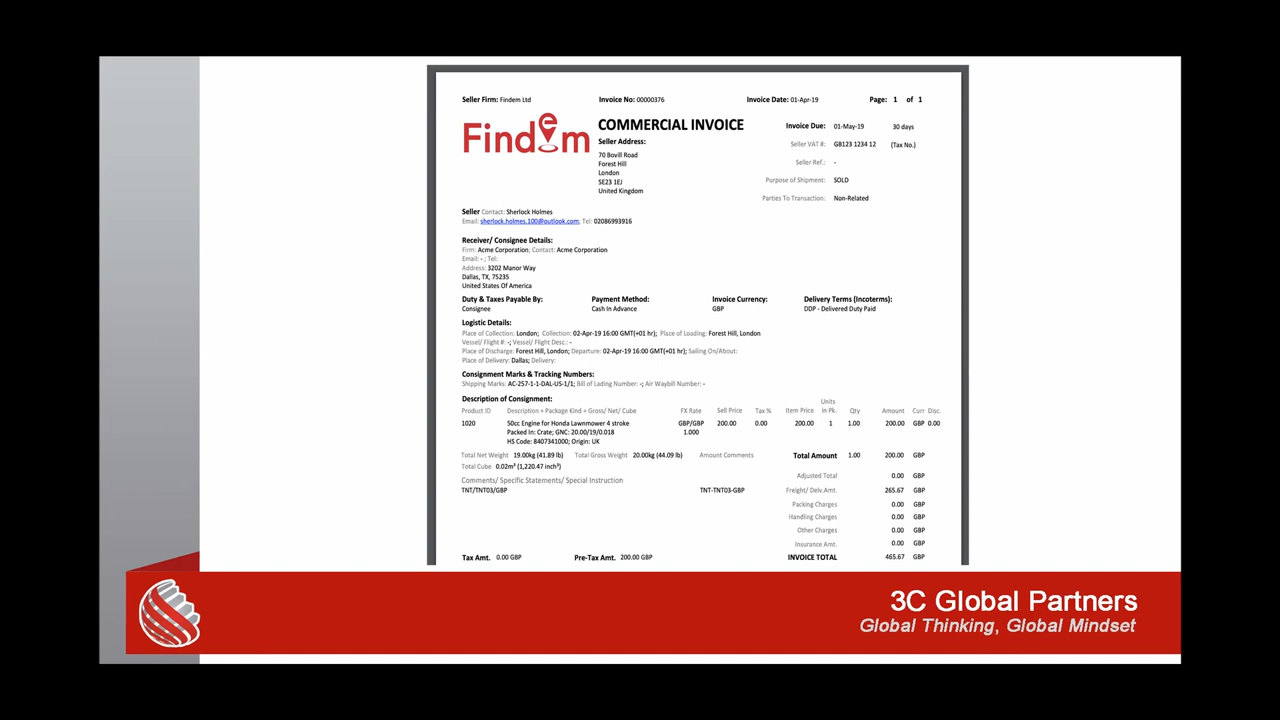 Seller Firm: Findem Ltd Invoice No: 00000376 Invoice Date: 01-Apr-19 Page: 1 of 1
Findem
COMMERCIAL INVOICE
Invoice Due: 01-May-19 30 days
Seller Address:
Seller VAT #: GB123 1234 12 (Tax No.)
70 Bovill Road
Forest Hill
Seller Ref.: -
London
SE23 1EJ
Purpose of Shipment: SOLD
United Kingdom
Parties To Transaction: Non-Related
Seller Contact: Sherlock Holmes
Email: sherlock.holmes.100@outlook.com; Tel: 02086993916
Receiver/ Consignee Details:
Firm: Acme Corporation; Contact: Acme Corporation
Email: - ; Tel:
Address: 3202 Manor Way
Dallas, TX, 75235
United States Of America
Duty & Taxes Payable By: Payment Method: Invoice Currency: Delivery Terms (Incoterms):
Consignee Cash In Advance GBP DDP - Delivered Duty Paid
Logistic Details:
Place of Collection: London; Collection: 02-Apr-19 16:00 GMT(+01 hr); Place of Loading: Forest Hill, London
Vessel/ Flight #: -; Vessel/ Flight Desc.: -
Place of Discharge: Forest Hill, London; Departure: 02-Apr-19 16:00 GMT(+01 hr); Sailing On/About:
Place of Delivery: Dallas; Delivery:
Consignment Marks & Tracking Numbers:
Shipping Marks: AC-257-1-1-DAL-US-1/1; Bill of Lading Number: -; Air Waybill Number: -
Description of Consignment:
Product ID Description + Package Kind + Gross/ Net/ Cube FX Rate Sell Price Tax % Item Price Units in Pk. Qty Amount Curr Disc.
1020 50cc Engine for Honda Lawnmower 4 stroke GBP/GBP 200.00 0.00 200.00 1 1.00 200.00 GBP 0.00
Packed In: Crate; GNC: 20.00/19/0.018 1.000
HS Code: 8407341000; Origin: UK
Total Net Weight 19.00kg (41.89 lb) Total Gross Weight 20.00kg (44.09 lb) Amount Comments Total Amount 1.00 200.00 GBP
Total Cube 0.02m³ (1,220.47 inch³)
Adjusted Total 0.00 GBP
Comments/ Specific Statements/ Special Instruction
TNT/TNT03/GBP TNT-TNT03-GBP Freight/ Delv.Amt. 265.67 GBP
Packing Charges 0.00 GBP
Handling Charges 0.00 GBP
Other Charges 0.00 GBP
Insurance Amt. 0.00 GBP
Tax Amt. 0.00 GBP Pre-Tax Amt. 200.00 GBP INVOICE TOTAL 465.67 GBP
3C Global Partners
Global Thinking, Global Mindset